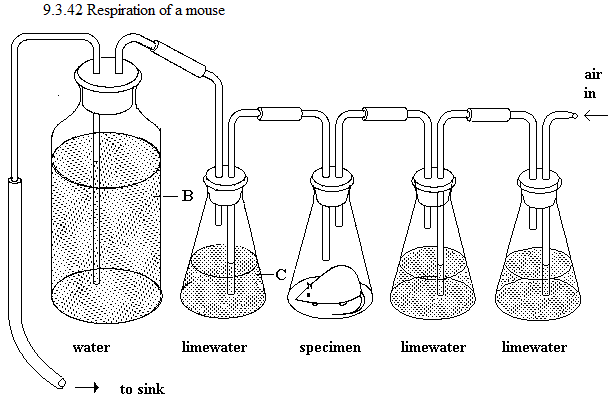 9.3.42 Respiration of a mouse
air
in
B
C
water
limewater
specimen
limewater
limewater
to sink